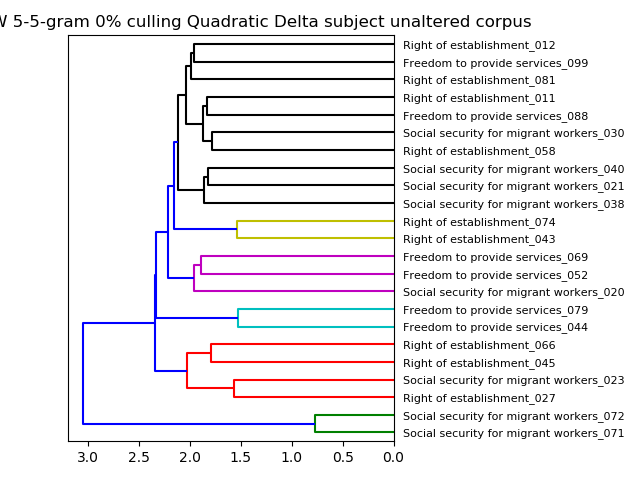 5-5-gram 0% culling Quadratic Delta subject unaltered corpus
Right of establishment_012
Freedom to provide services_099
Right of establishment_081
Right of establishment_011
Freedom to provide services_088
Social security for migrant workers_030
Right of establishment_058
Social security for migrant workers_040
Social security for migrant workers_021
Social security for migrant workers_038
Right of establishment_074
Right of establishment_043
Freedom to provide services_069
Freedom to provide services_052
Social security for migrant workers_020
Freedom to provide services_079
Freedom to provide services_044
Right of establishment_066
Right of establishment_045
Social security for migrant workers_023
Right of establishment_027
Social security for migrant workers_072
Social security for migrant workers_071
3.0 2.5 2.0 1.5 1.0 0.5 0.0